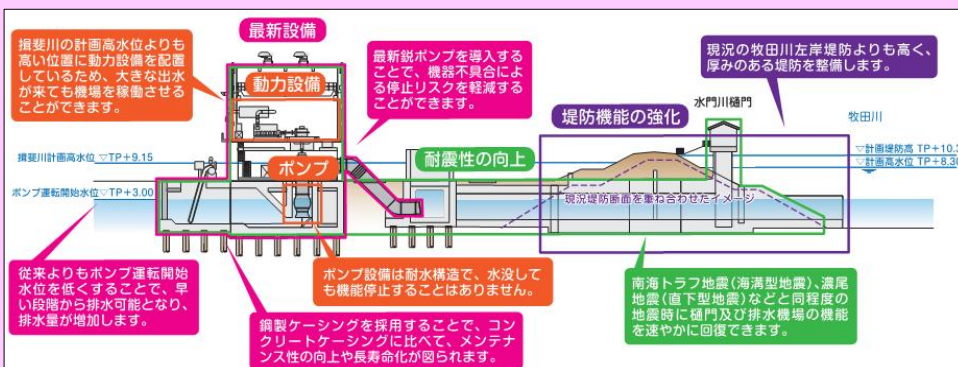 最新設備
揖斐川の計画高水位よりも
高い位置に動力設備を配置
しているため、大きな出水
が来ても機場を稼働させる
ことができます。
動力設備
最新鋭ポンプを導入する
ことで、機器不具合によ
る停止リスクを軽減する
ことができます。
現況の牧田川左岸堤防よりも高く、
厚みのある堤防を整備します。
水門川樋門
牧田川
堤防機能の強化
耐震性の向上
ポンプ
揖斐川計画高水位 ▽TP+9.15
▽計画堤防高 TP+10.3
▽計画高水位 TP+8.30
ポンプ運転開始水位▽TP+3.00
現況堤防断面を重ね合わせたイメージ
従来よりもポンプ運転開始
水位を低くすることで、早
い段階から排水可能となり、
排水量が増加します。
ポンプ設備は耐水構造で、水没して
も機能停止することはありません。
鋼製ケーシングを採用することで、コン
クリートケーシングに比べて、メンテナ
ンス性の向上や長寿命化が図られます。
南海トラフ地震(海溝型地震)、濃尾
地震(直下型地震)などと同程度の
地震時に樋門及び排水機場の機能
を速やかに回復できます。